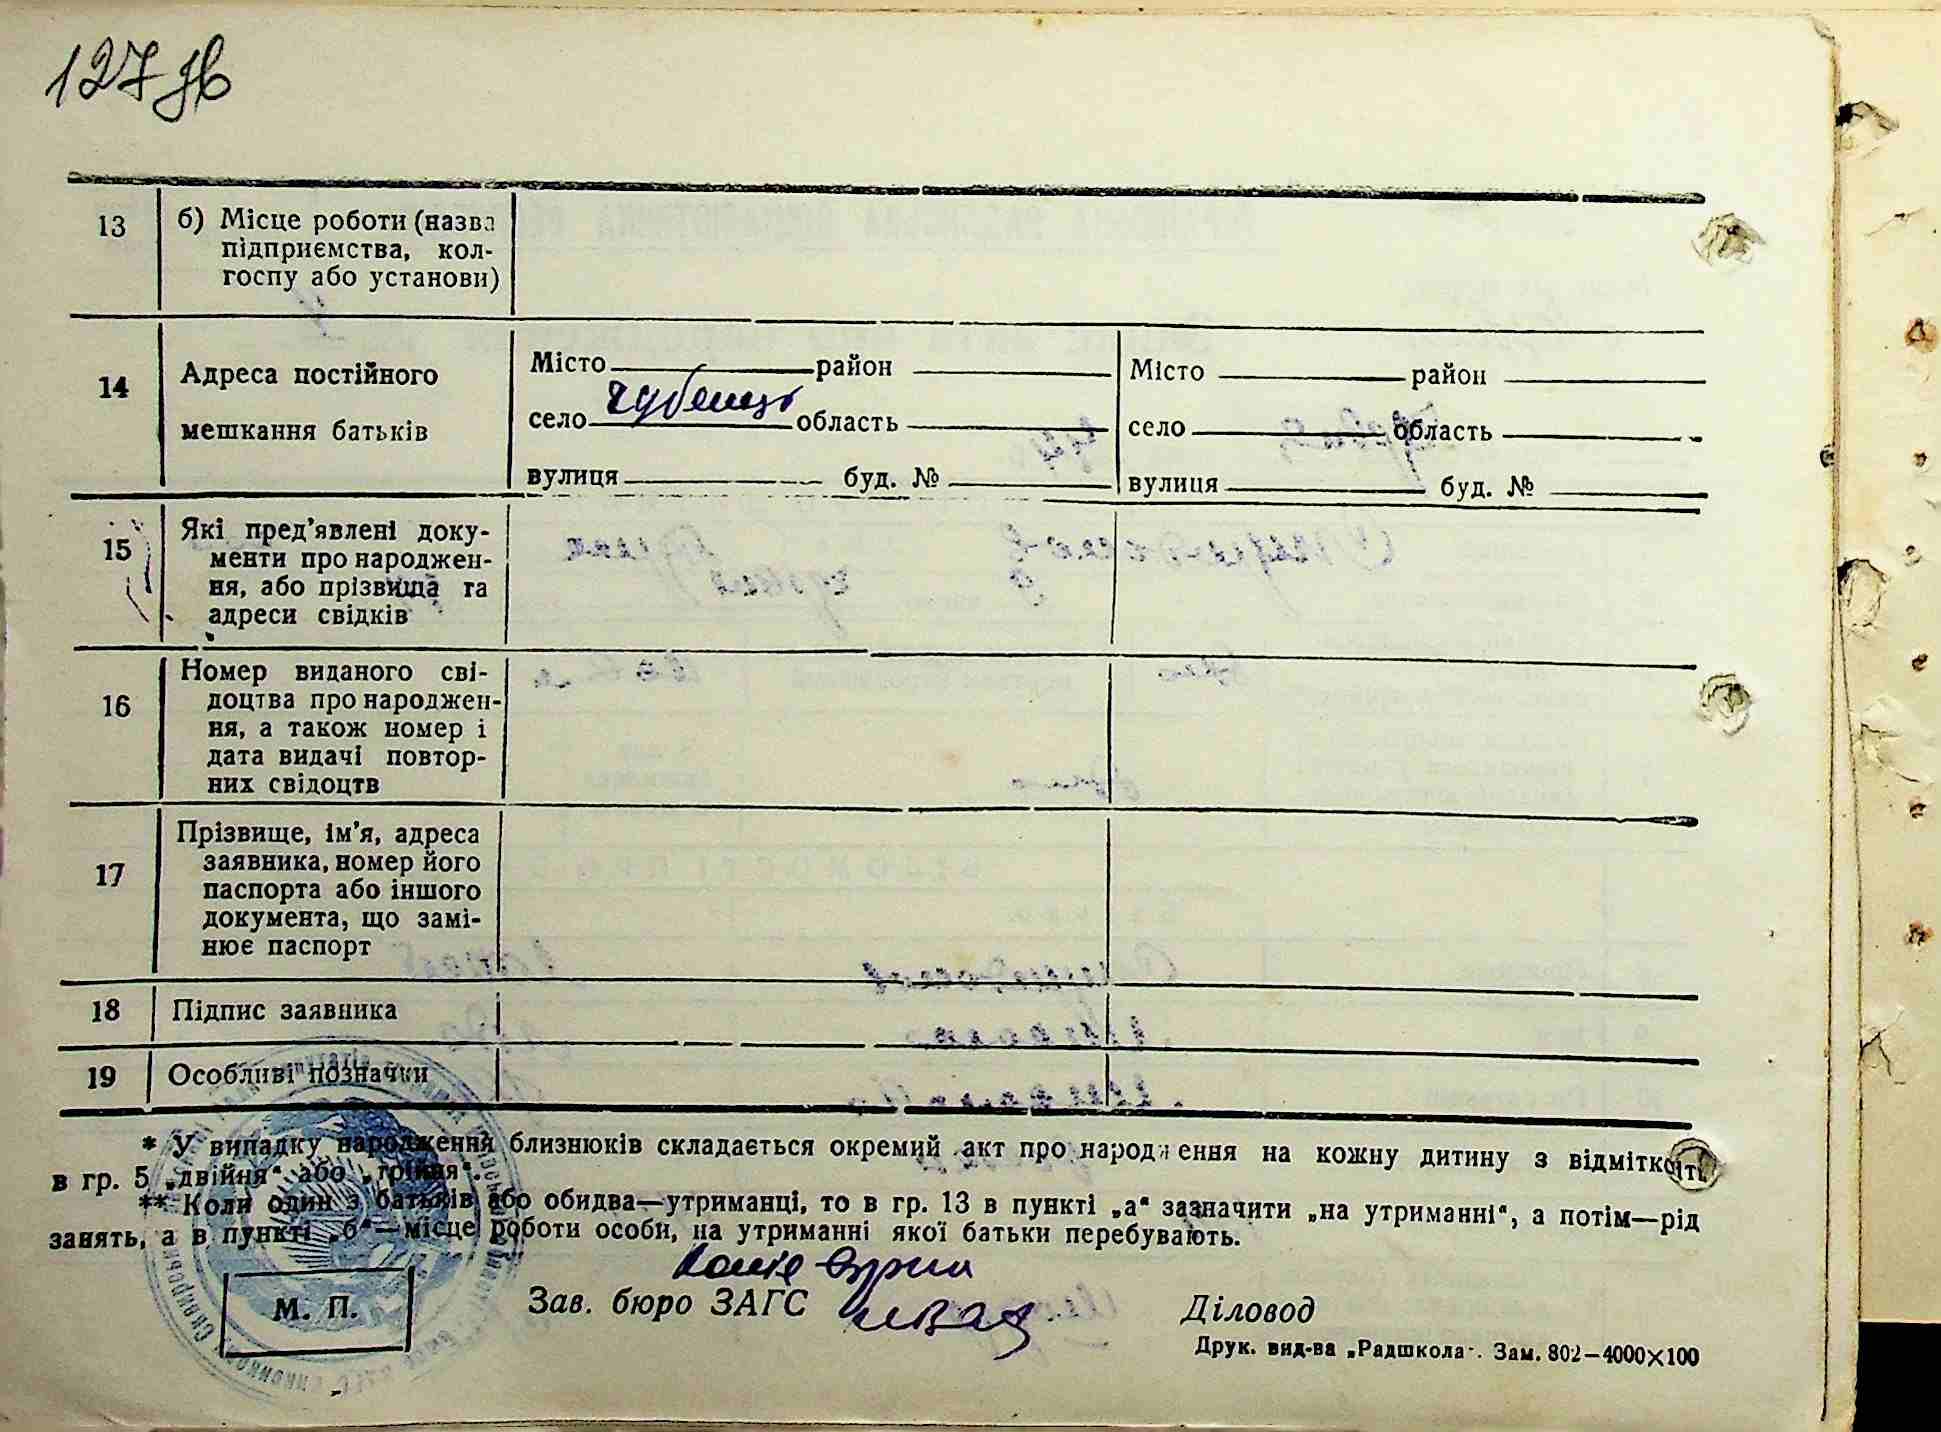 127
13 б) Місце роботи (назва
підприємства, кол-
госпу або установи)
14 Адреса постійного
мешкання батьків
Місто район
село область
вулиця буд. №
Місто район
село область
вулиця буд. №
15 Які пред’явлені доку-
менти про народжен-
ня, або прізвища та
адреси свідків
16 Номер виданого сві-
доцтва про народжен-
ня, а також номер і
дата видачі повтор-
них свідоцтв
17 Прізвище, ім’я, адреса
заявника, номер його
паспорта або іншого
документа, що замі-
нює паспорт
18 Підпис заявника
19 Особливі позначки
* У випадку народження близнюків складається окремий акт про народження на кожну дитину з відміткою
в гр. 5 „двійня“ або „трійня“.
** Коли один з батьків або обидва—утриманці, то в гр. 13 в пункті „а“ зазначити „на утриманні“, а потім—рід
занять, а в пункті „б“—місце роботи особи, на утриманні якої батьки перебувають.
М. П.
Зав. бюро ЗАГС
Діловод
Друк. вид-ва „Радшкола“. Зам. 802—4000×100